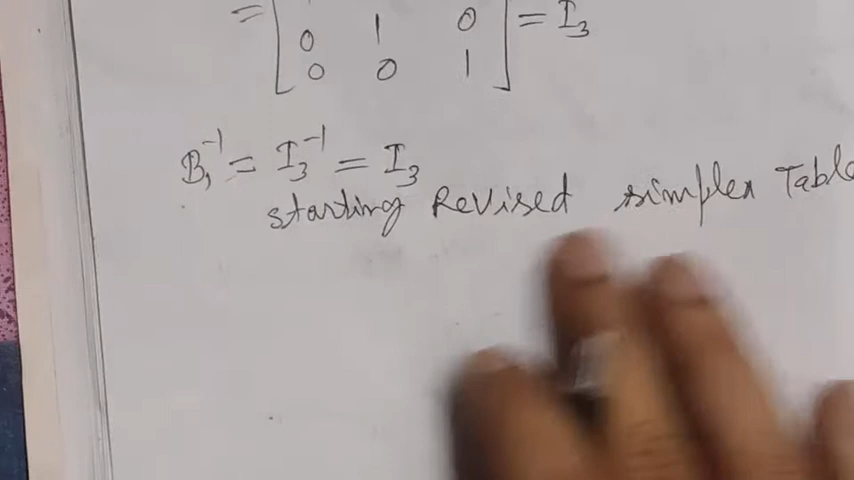 = [0 1 0 = I₃
0 0 1]
B₁⁻¹ = I₃⁻¹ = I₃
starting Revised simplex Table